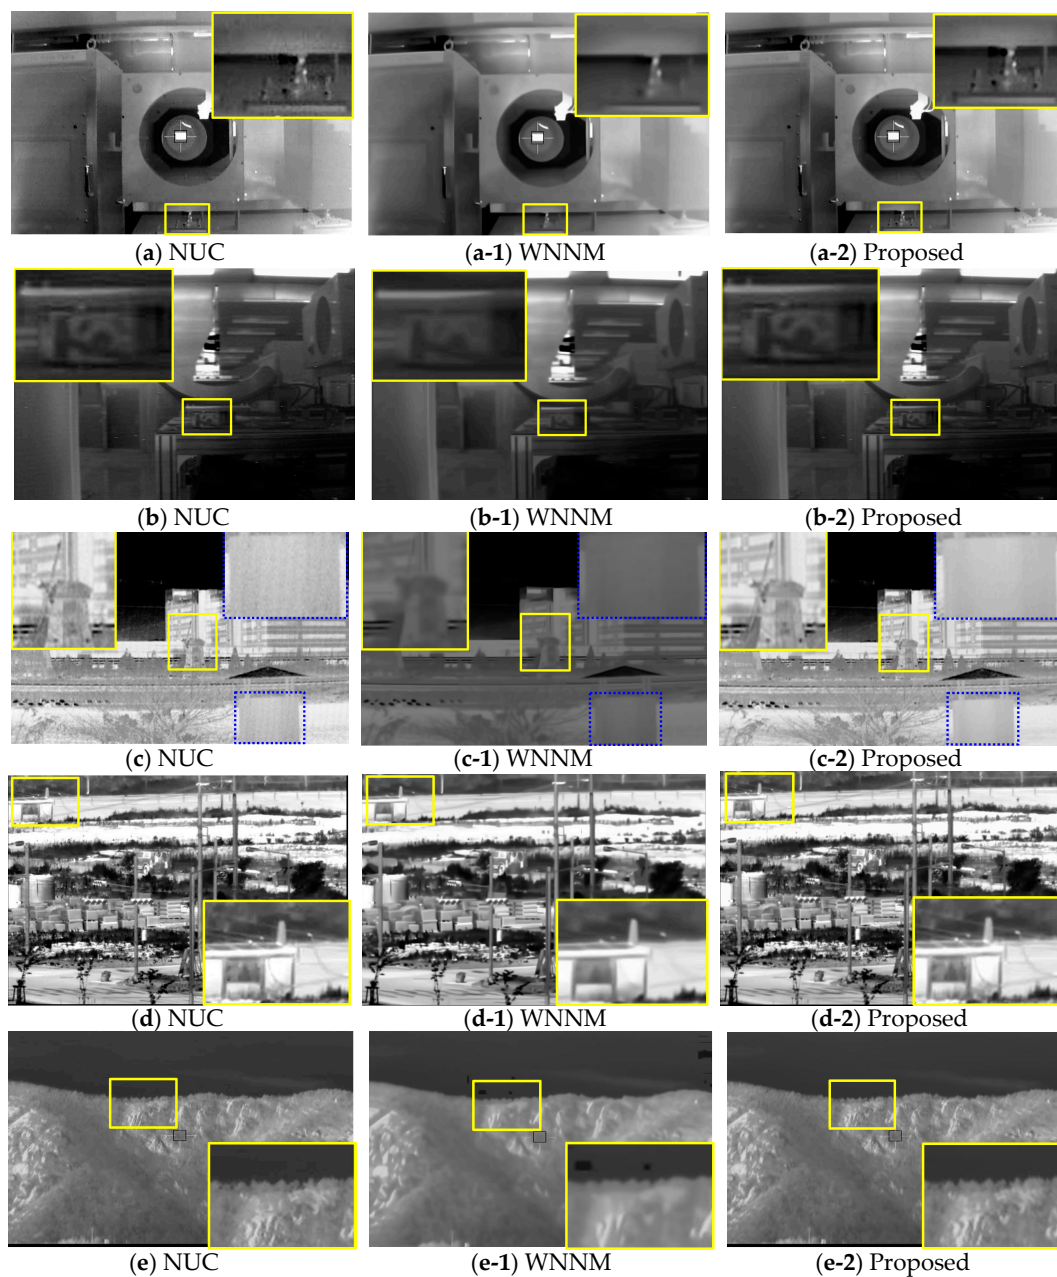 (a) NUC
(a-1) WNNM
(a-2) Proposed
(b) NUC
(b-1) WNNM
(b-2) Proposed
(c) NUC
(c-1) WNNM
(c-2) Proposed
(d) NUC
(d-1) WNNM
(d-2) Proposed
(e) NUC
(e-1) WNNM
(e-2) Proposed